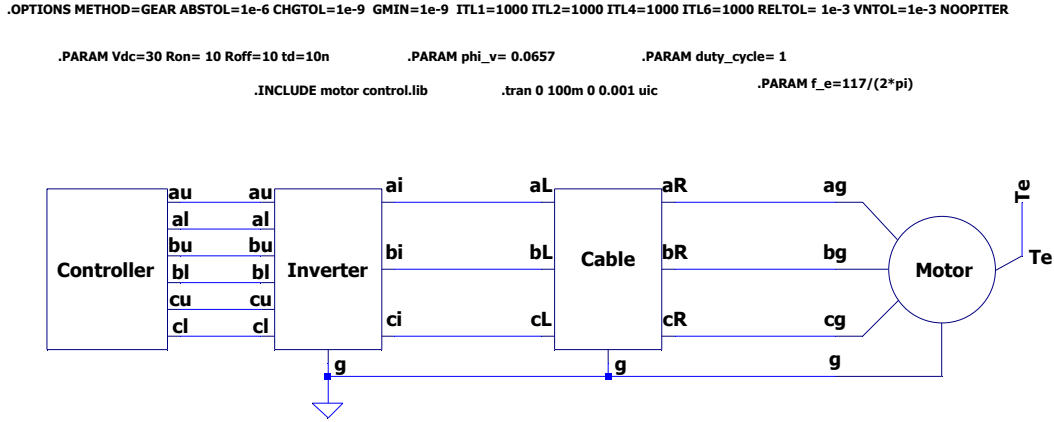 .OPTIONS METHOD=GEAR ABSTOL=1e-6 CHGTOL=1e-9 GMIN=1e-9 ITL1=1000 ITL2=1000 ITL4=1000 ITL6=1000 RELTOL= 1e-3 VNTOL=1e-3 NOOPITER
.PARAM Vdc=30 Ron= 10 Roff=10 td=10n .PARAM phi_v= 0.0657 .PARAM duty_cycle= 1
.INCLUDE motor control.lib .tran 0 100m 0 0.001 uic .PARAM f_e=117/(2*pi)
au au ai aL aR ag Te
al al
bu bu bi bL bR bg Te
Controller bl bl Inverter Cable Motor
cu cu
cl cl ci cL cR cg
g g g